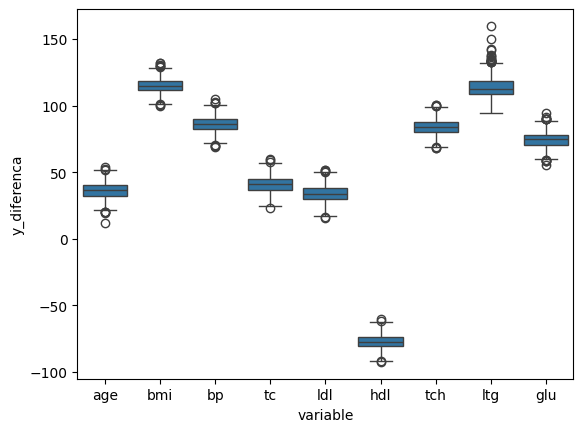 150
100
50
0
−50
−100
y_diferenca
age bmi bp tc ldl hdl tch ltg glu
variable